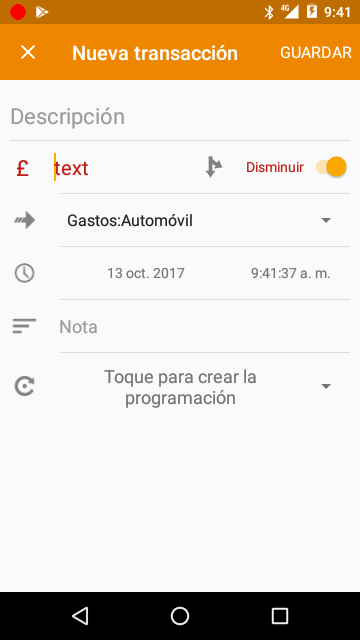 4G 9:41
Nueva transacción GUARDAR
Descripción
£ text Disminuir
Gastos:Automóvil
13 oct. 2017 9:41:37 a. m.
Nota
Toque para crear la
programación